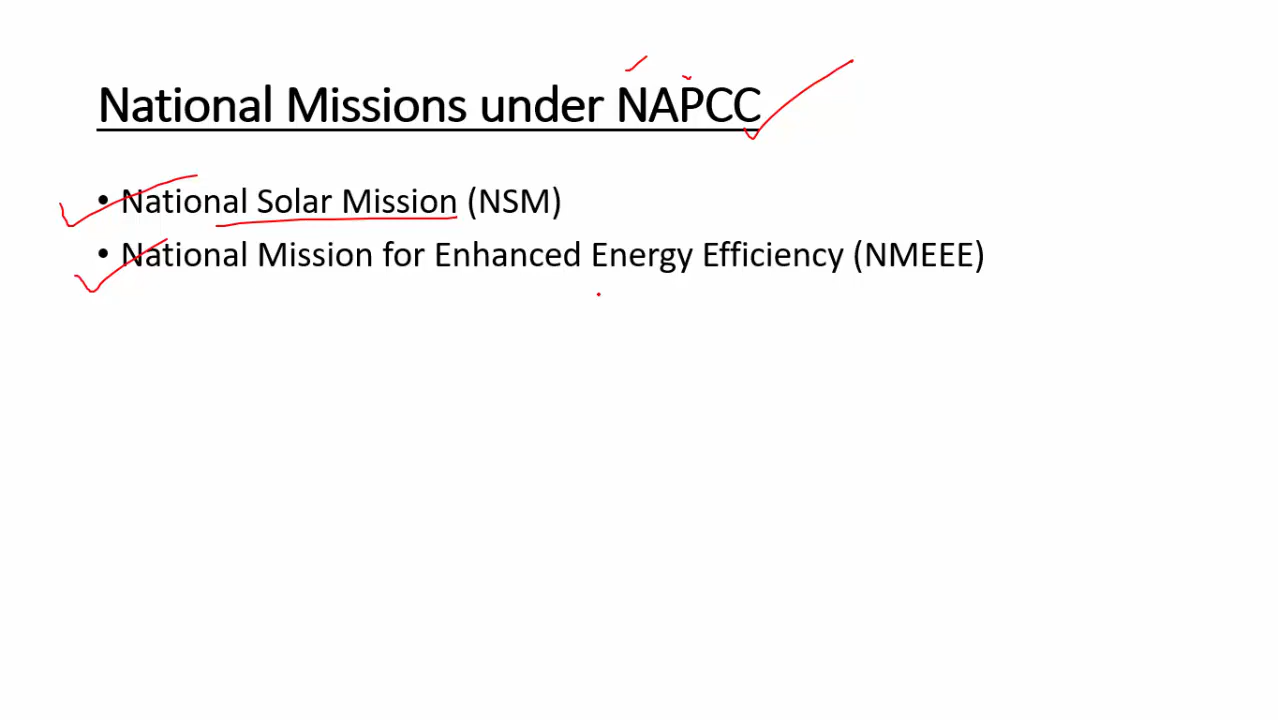 National Missions under NAPCC
• National Solar Mission (NSM)
• National Mission for Enhanced Energy Efficiency (NMEEE)